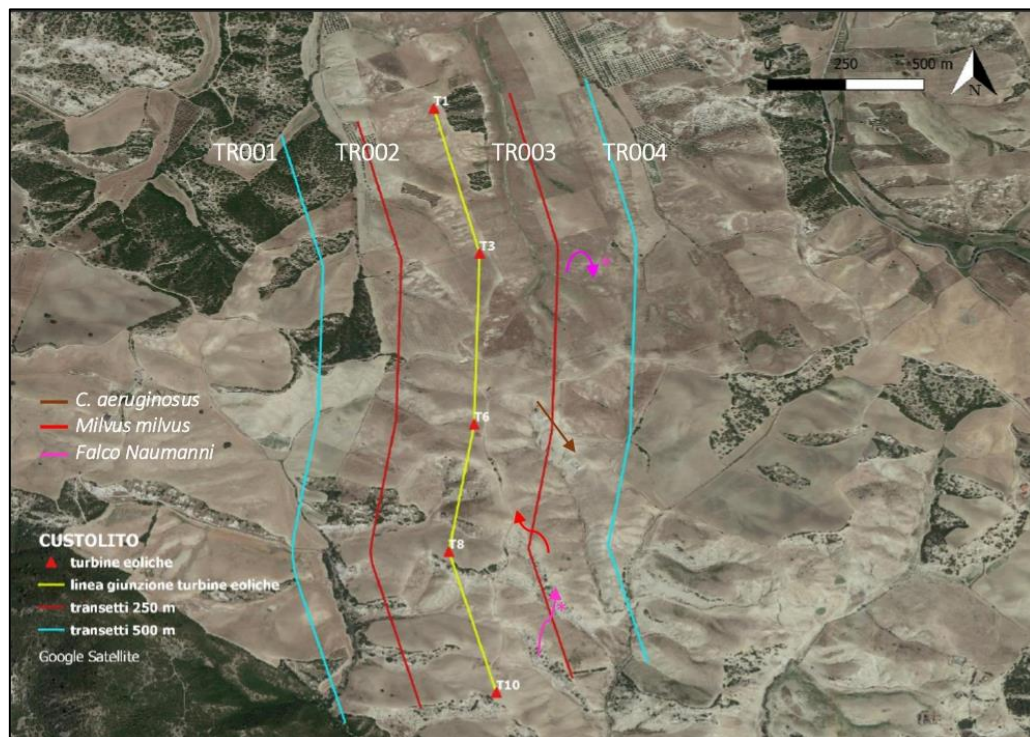 0 250 500 m
N
T1
TR001 TR002 TR003 TR004
T3
C. aeruginosus
Milvus milvus
Falco Naumanni
T6
CUSTOLITO
turbine eoliche
linea giunzione turbine eoliche
transetti 250 m
transetti 500 m
Google Satellite
T8
*
*
T10